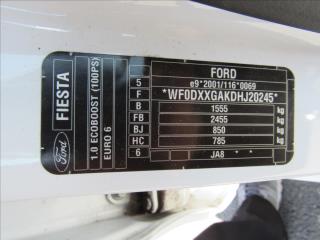 FORD
5 e9*2001/116*0069
F *WF0DXXGAKDHJ20245*
B 1555 kg
FB 2455 kg
BJ 850 kg
HC 785 kg
6 JA8 ***
FIESTA
1.0 ECOBOOST (100PS)
EURO 6
Ford